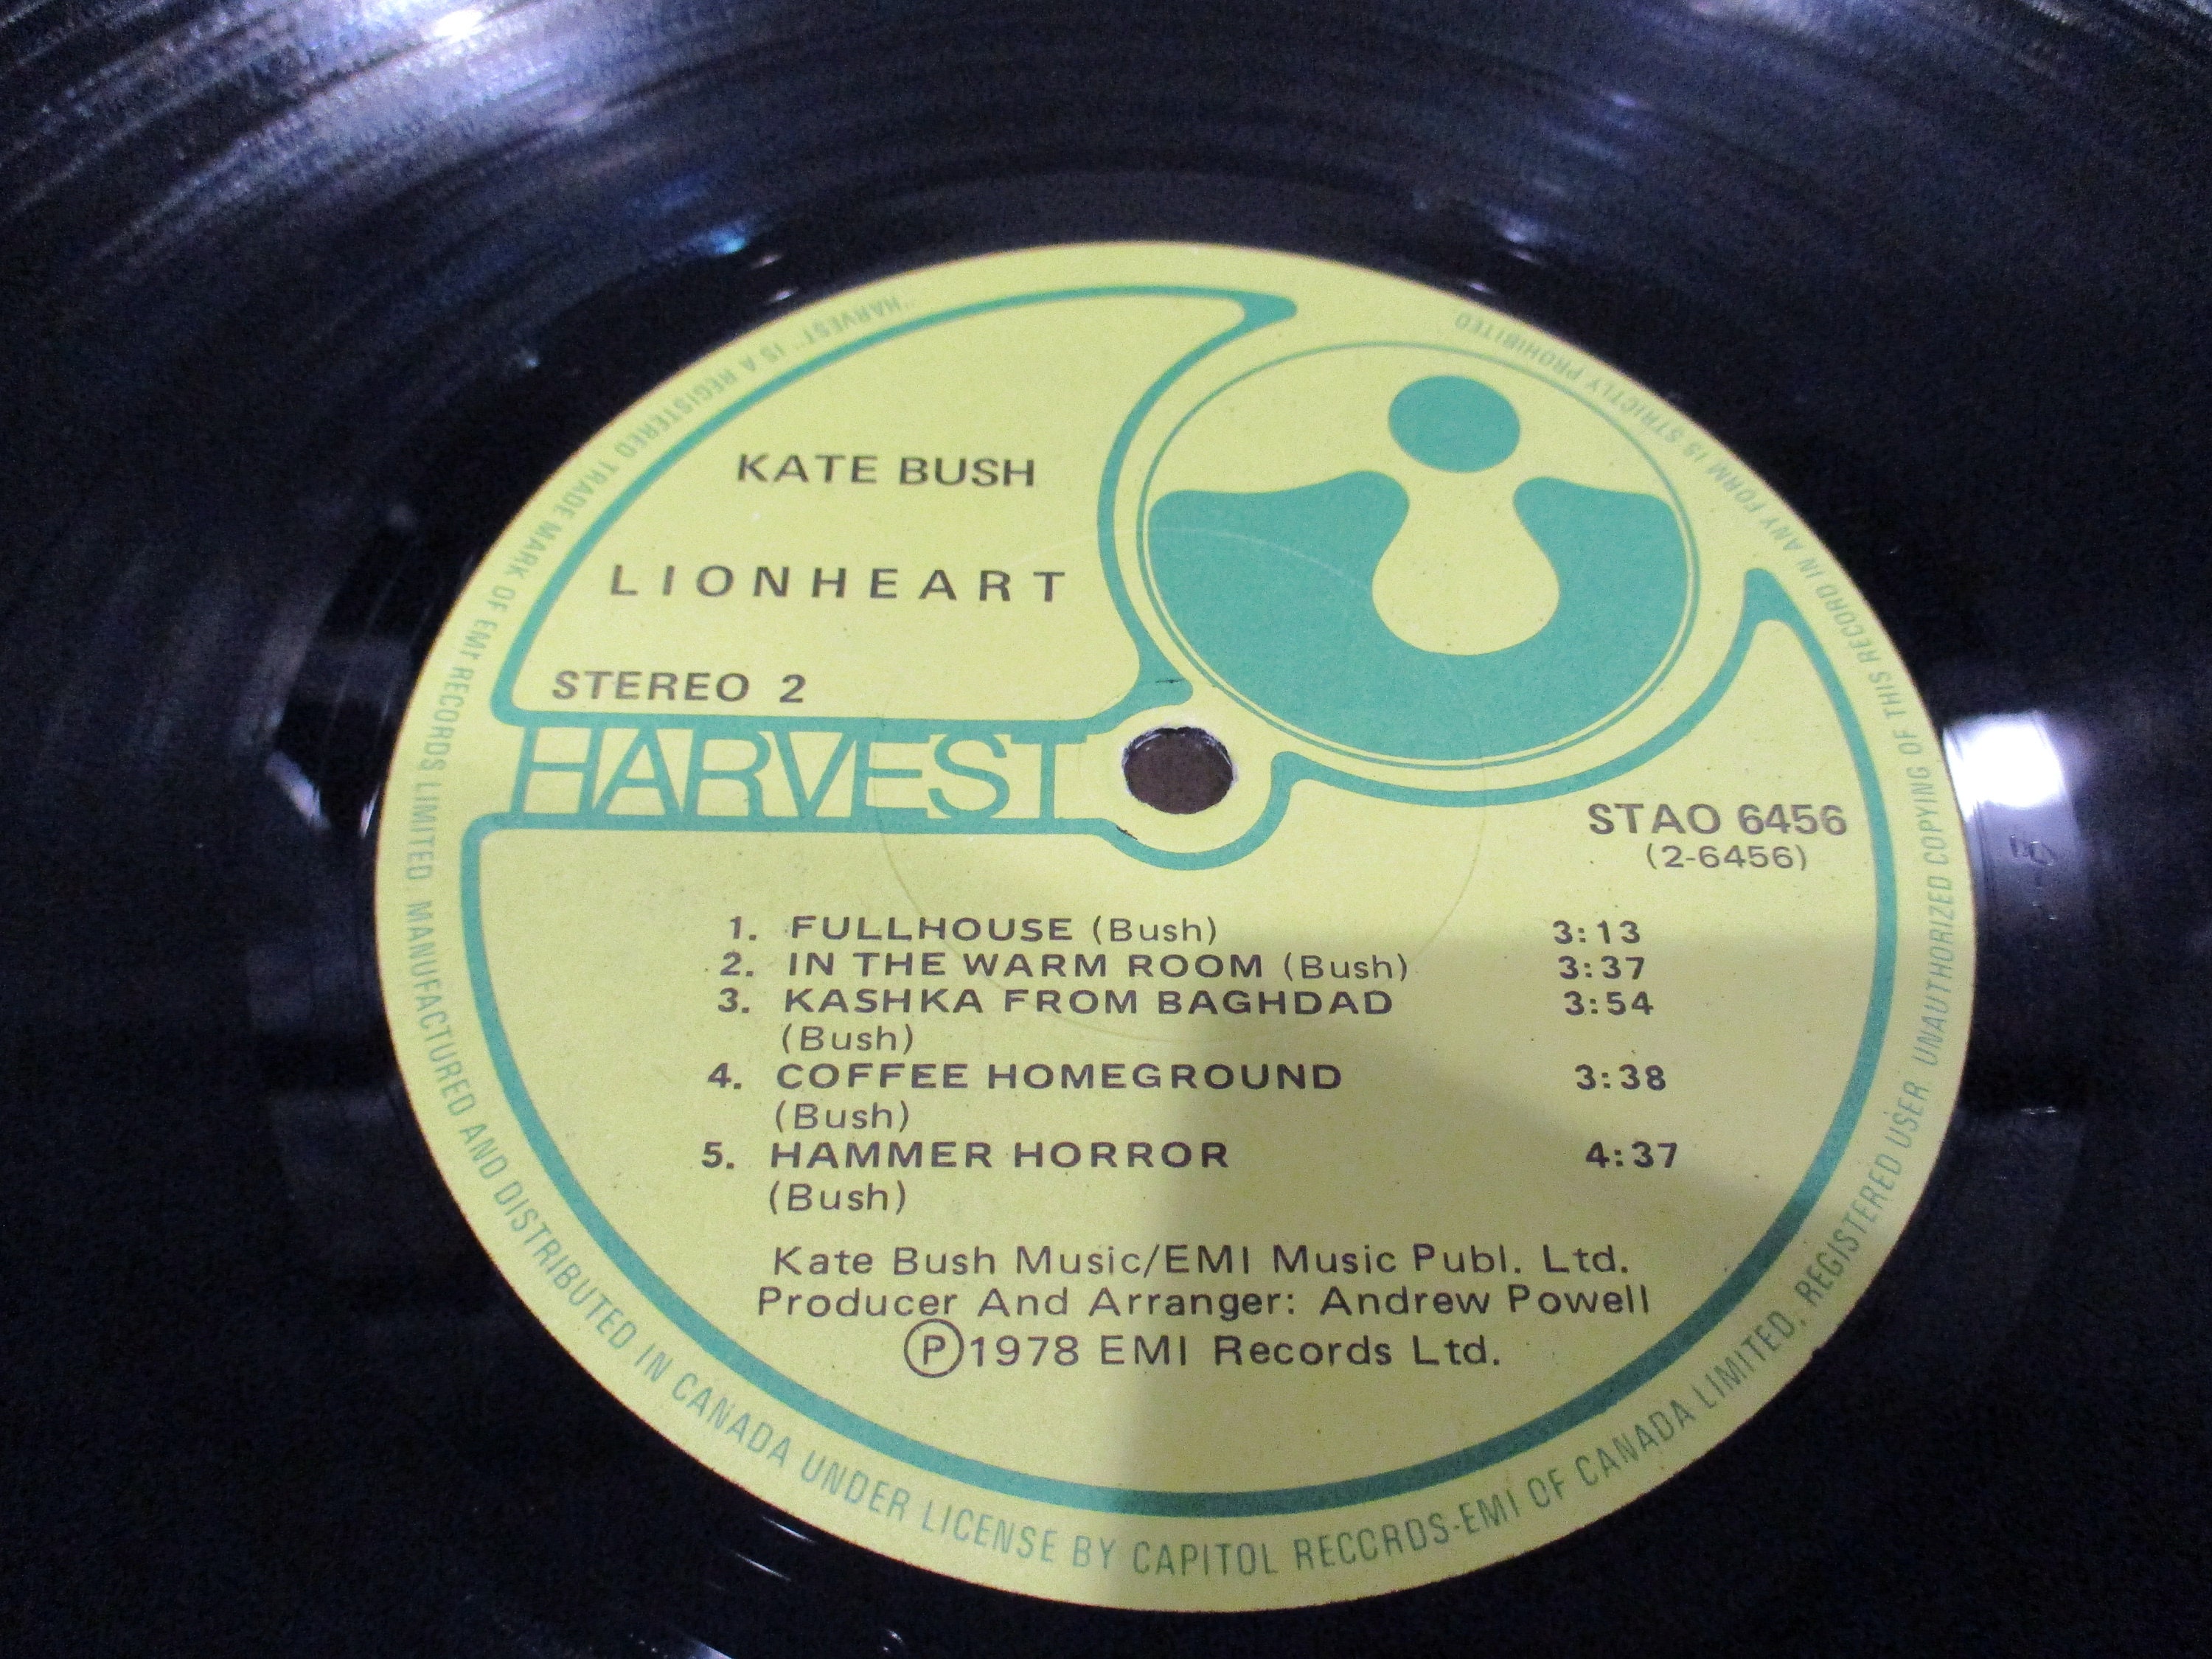 KATE BUSH
LIONHEART
STEREO 2
HARVEST
STAO 6456
(2-6456)
1. FULLHOUSE (Bush) 3:13
2. IN THE WARM ROOM (Bush) 3:37
3. KASHKA FROM BAGHDAD 3:54
(Bush)
4. COFFEE HOMEGROUND 3:38
(Bush)
5. HAMMER HORROR 4:37
(Bush)
Kate Bush Music/EMI Music Publ. Ltd.
Producer And Arranger: Andrew Powell
Ⓟ1978 EMI Records Ltd.
"HARVEST" IS A REGISTERED TRADE MARK OF EMI RECORDS LIMITED. MANUFACTURED AND DISTRIBUTED IN CANADA UNDER LICENSE BY CAPITOL RECORDS-EMI OF CANADA LIMITED, REGISTERED USER. UNAUTHORIZED COPYING OF THIS RECORD IN ANY FORM IS STRICTLY PROHIBITED